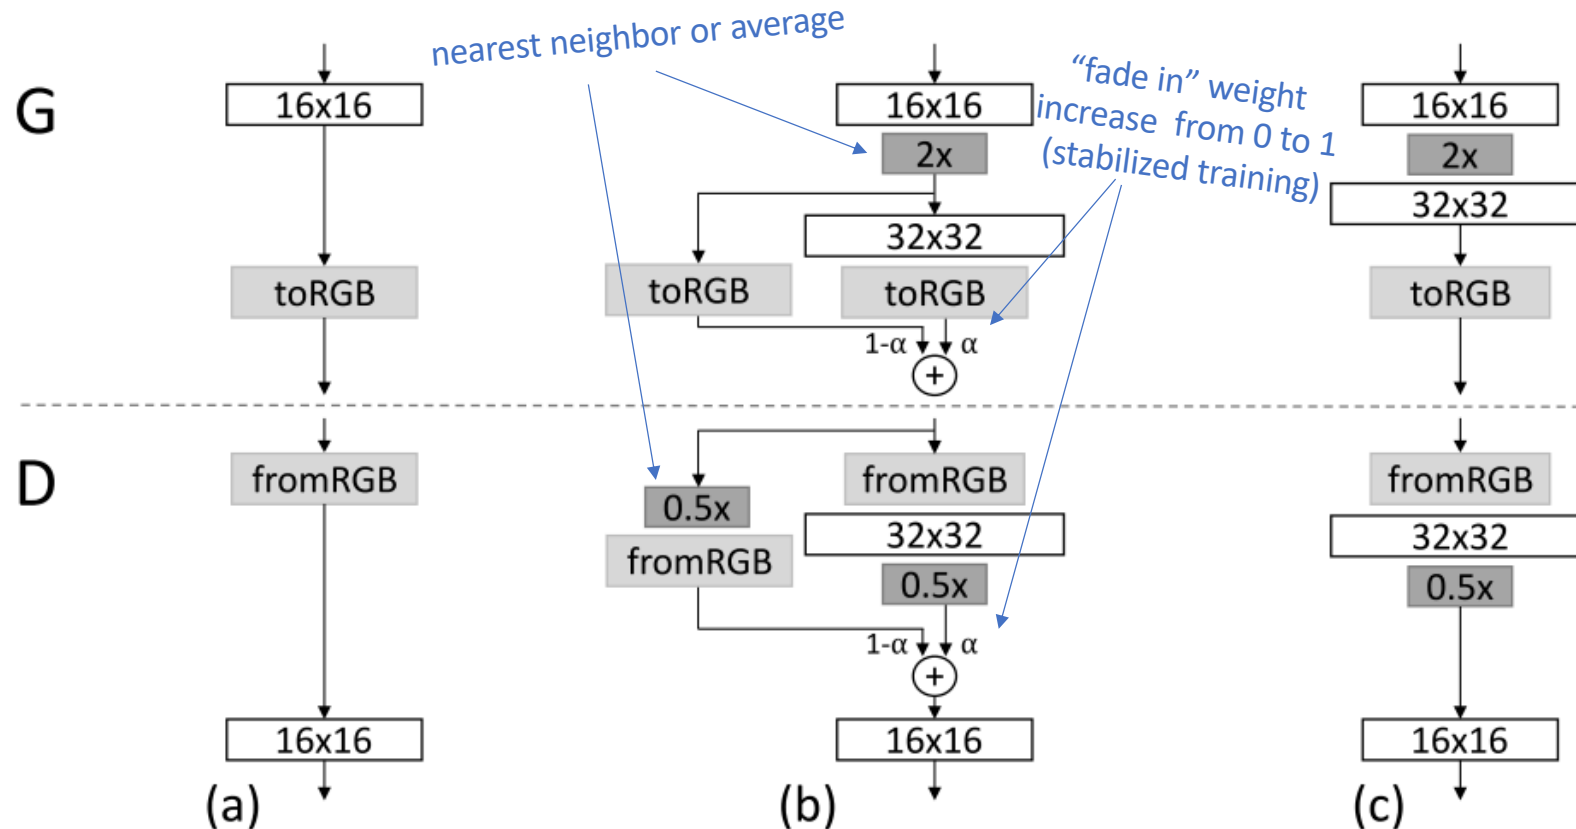 nearest neighbor or average
“fade in” weight
increase from 0 to 1
(stabilized training)
G
16x16
toRGB
16x16
2x
32x32
toRGB
toRGB
1-α
α
+
16x16
2x
32x32
toRGB
D
fromRGB
16x16
(a)
0.5x
fromRGB
fromRGB
32x32
0.5x
1-α
α
+
16x16
(b)
fromRGB
32x32
0.5x
16x16
(c)